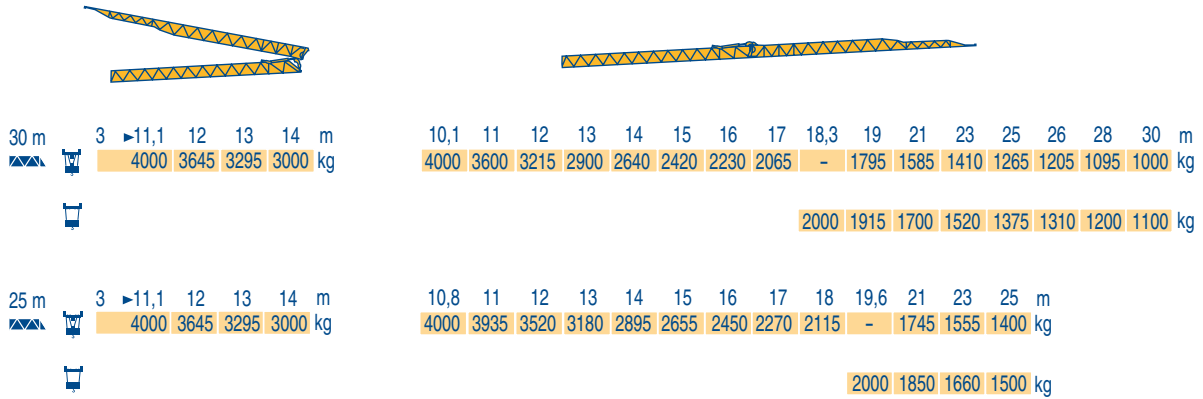 30 m 3 ►11,1 12 13 14 m 10,1 11 12 13 14 15 16 17 18,3 19 21 23 25 26 28 30 m
4000 3645 3295 3000 kg 4000 3600 3215 2900 2640 2420 2230 2065 - 1795 1585 1410 1265 1205 1095 1000 kg
2000 1915 1700 1520 1375 1310 1200 1100 kg
25 m 3 ►11,1 12 13 14 m 10,8 11 12 13 14 15 16 17 18 19,6 21 23 25 m
4000 3645 3295 3000 kg 4000 3935 3520 3180 2895 2655 2450 2270 2115 - 1745 1555 1400 kg
2000 1850 1660 1500 kg